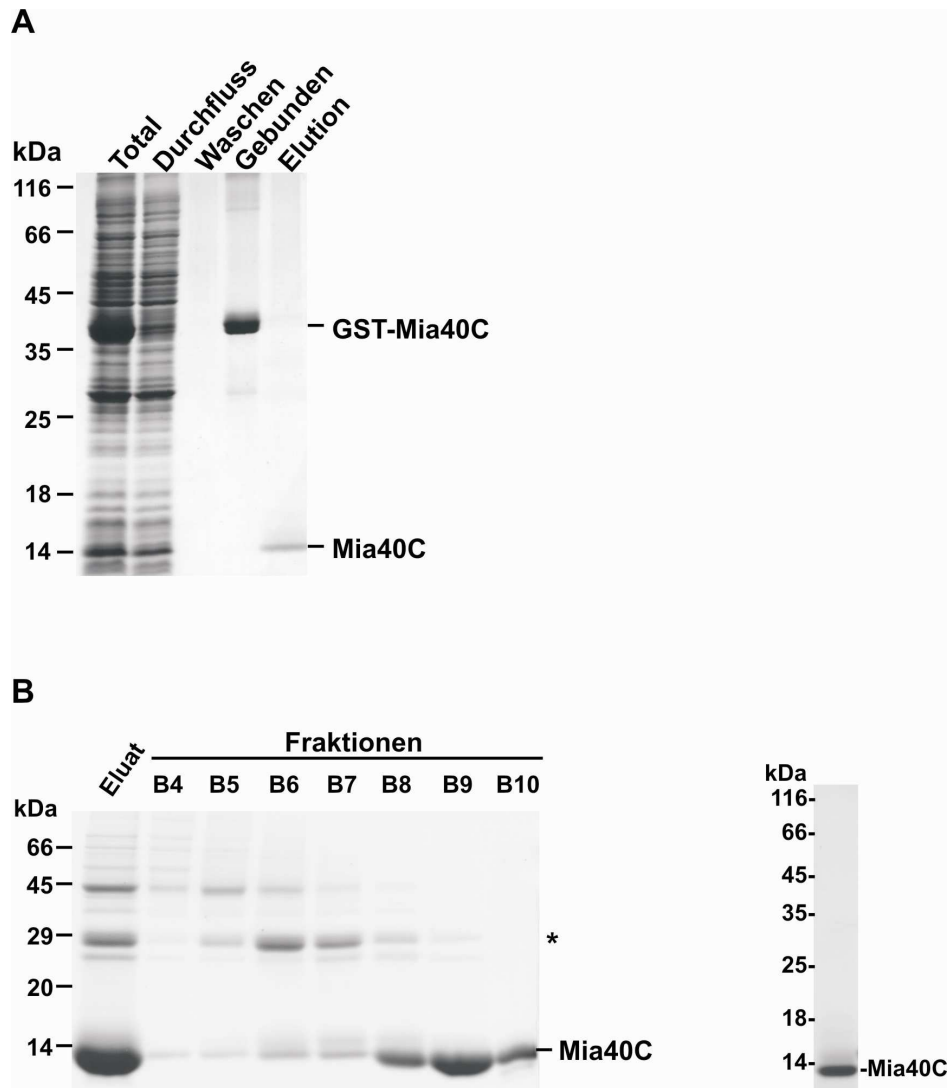 A
kDa
Total
Durchfluss
Waschen
Gebunden
Elution
116
66
45
35
25
18
14
GST-Mia40C
Mia40C
B
Fraktionen
Eluat
B4 B5 B6 B7 B8 B9 B10
kDa
66
45
29
20
14
*
Mia40C
kDa
116-
66-
45-
35-
25-
18-
14-
-Mia40C